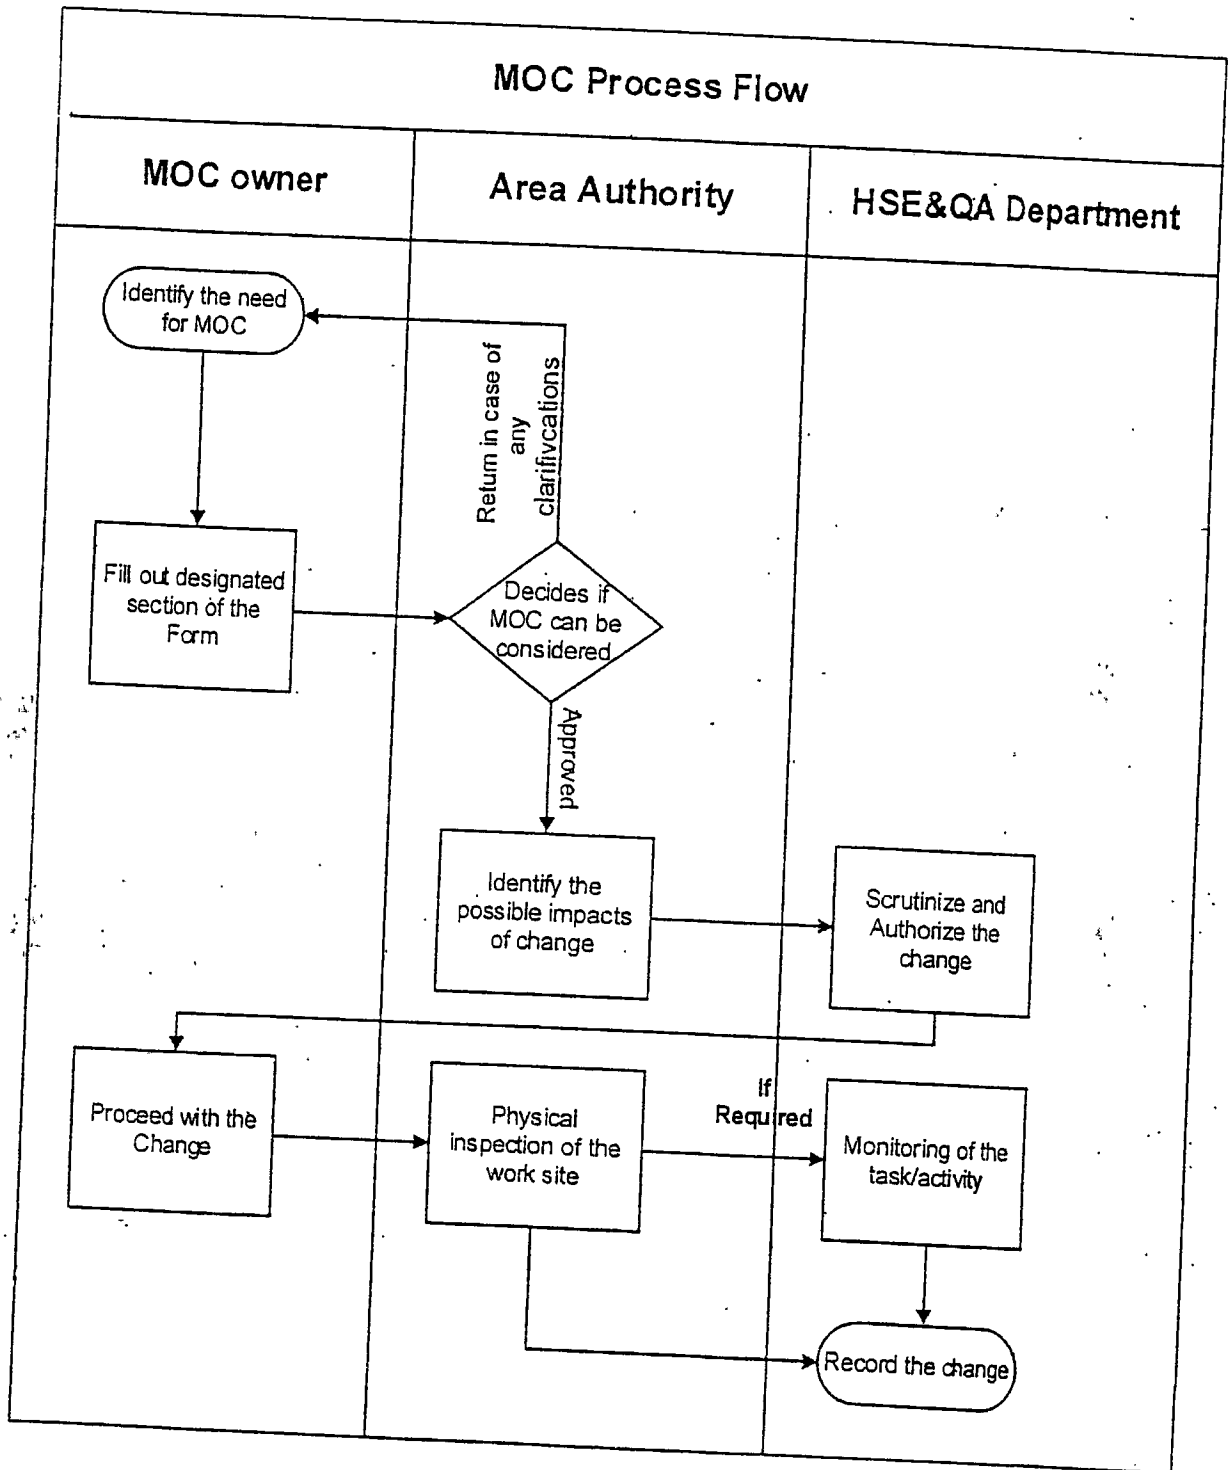 MOC Process Flow
MOC owner
Area Authority
HSE&QA Department
Identify the need
for MOC
Return in case of
any
clarifivcations
Fill out designated
section of the
Form
Decides if
MOC can be
considered
Approved
Identify the
possible impacts
of change
Scrutinize and
Authorize the
change
Proceed with the
Change
Physical
inspection of the
work site
If
Required
Monitoring of the
task/activity
Record the change